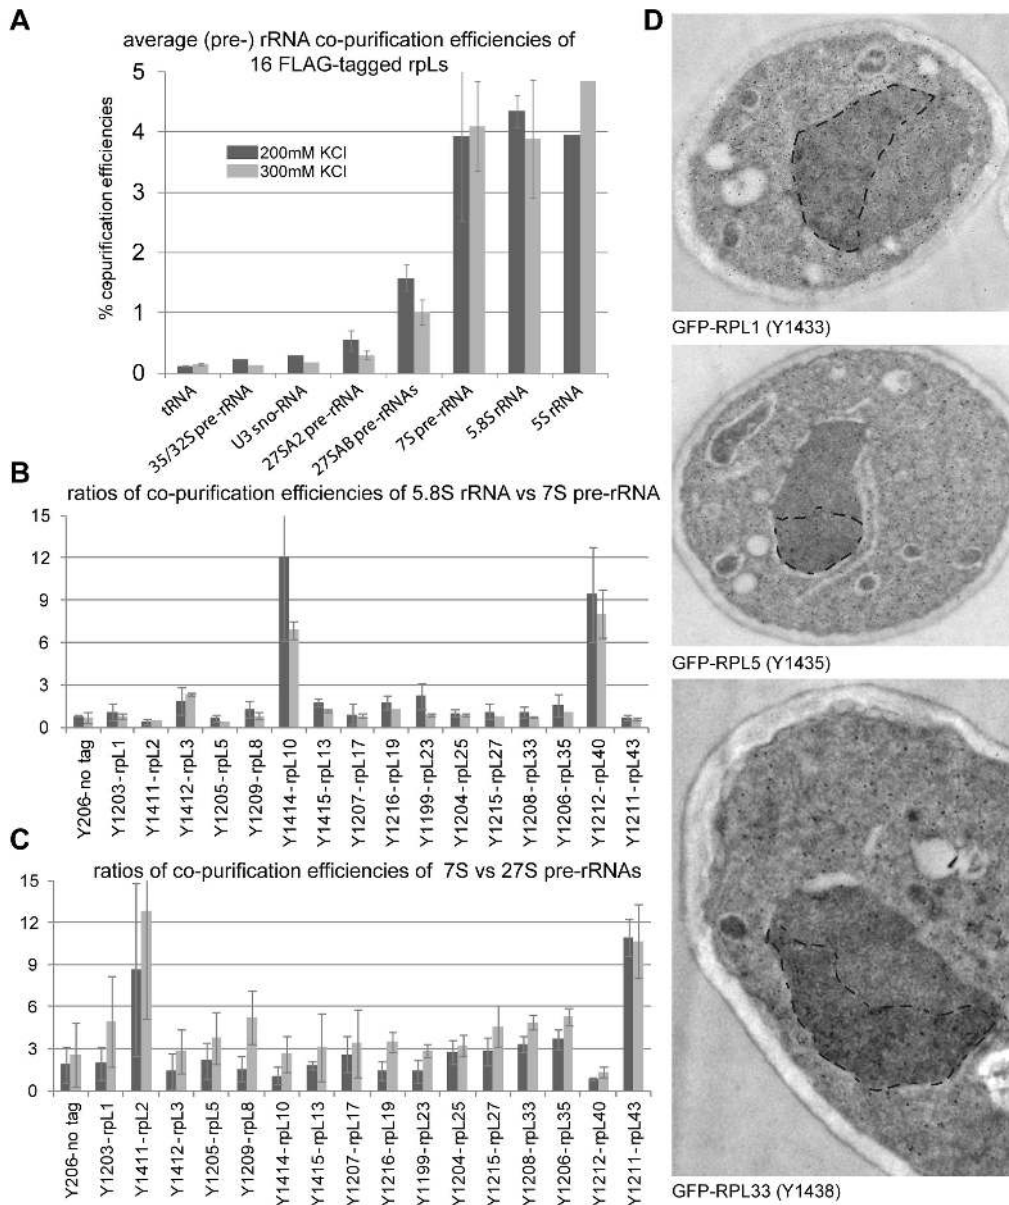 A
average (pre-) rRNA co-purification efficiencies of
16 FLAG-tagged rpLs
% copurification efficiencies
5
4
3
2
1
0
200mM KCl
300mM KCl
tRNA
35/32S pre-rRNA
U3 sno-RNA
27SA2 pre-rRNA
27SAB pre-rRNAs
7S pre-rRNA
5.8S rRNA
5S rRNA
B
ratios of co-purification efficiencies of 5.8S rRNA vs 7S pre-rRNA
15
12
9
6
3
0
Y206-no tag
Y1203-rpL1
Y1411-rpL2
Y1412-rpL3
Y1205-rpL5
Y1209-rpL8
Y1414-rpL10
Y1415-rpL13
Y1207-rpL17
Y1216-rpL19
Y1199-rpL23
Y1204-rpL25
Y1215-rpL27
Y1208-rpL33
Y1206-rpL35
Y1212-rpL40
Y1211-rpL43
C
ratios of co-purification efficiencies of 7S vs 27S pre-rRNAs
15
12
9
6
3
0
Y206-no tag
Y1203-rpL1
Y1411-rpL2
Y1412-rpL3
Y1205-rpL5
Y1209-rpL8
Y1414-rpL10
Y1415-rpL13
Y1207-rpL17
Y1216-rpL19
Y1199-rpL23
Y1204-rpL25
Y1215-rpL27
Y1208-rpL33
Y1206-rpL35
Y1212-rpL40
Y1211-rpL43
D
GFP-RPL1 (Y1433)
GFP-RPL5 (Y1435)
GFP-RPL33 (Y1438)